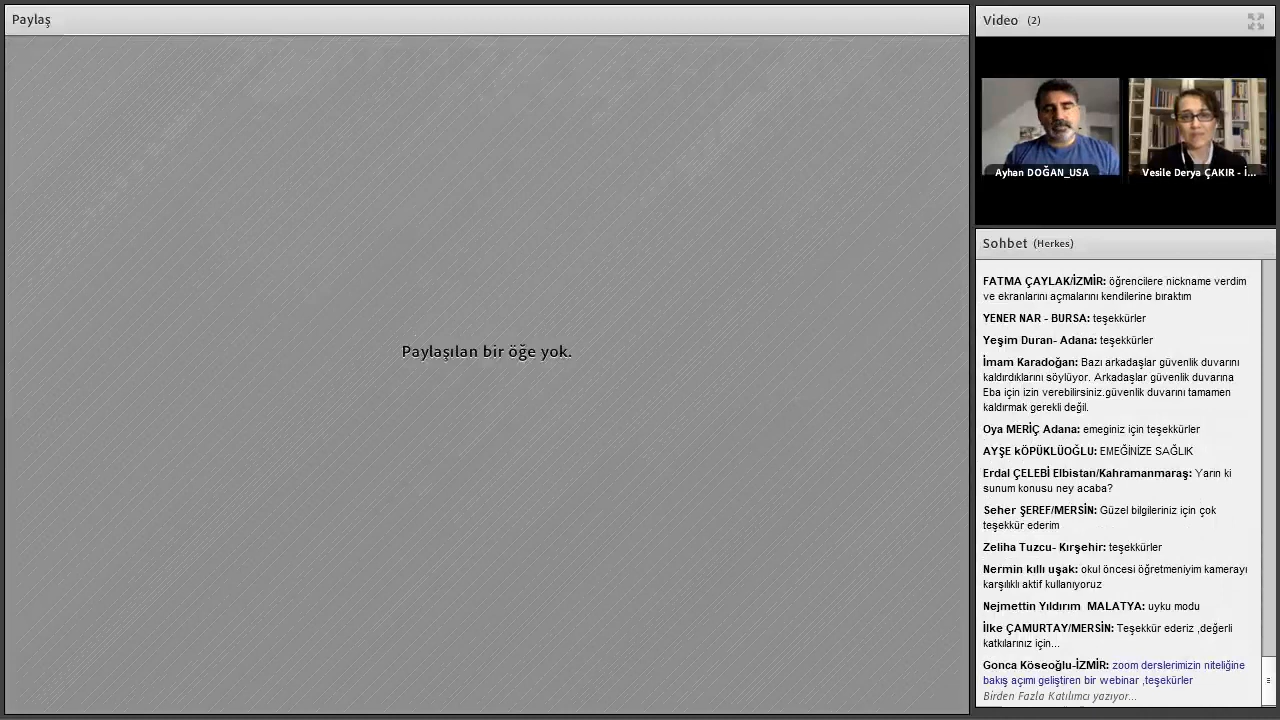 Paylaş
Paylaşılan bir öğe yok.
Video (2)
Ayhan DOĞAN_USA
Vesile Derya ÇAKIR - İ...
Sohbet (Herkes)
FATMA ÇAYLAK/İZMİR: öğrencilere nickname verdim
ve ekranlarını açmalarını kendilerine bıraktım
YENER NAR - BURSA: teşekkürler
Yeşim Duran- Adana: teşekkürler
İmam Karadoğan: Bazı arkadaşlar güvenlik duvarını
kaldırdıklarını söylüyor. Arkadaşlar güvenlik duvarına
Eba için izin verebilirsiniz.güvenlik duvarını tamamen
kaldırmak gerekli değil.
Oya MERİÇ Adana: emeginiz için teşekkürler
AYŞE kÖPÜKLÜOĞLU: EMEĞİNİZE SAĞLIK
Erdal ÇELEBİ Elbistan/Kahramanmaraş: Yarın ki
sunum konusu ney acaba?
Seher ŞEREF/MERSİN: Güzel bilgileriniz için çok
teşekkür ederim
Zeliha Tuzcu- Kırşehir: teşekkürler
Nermin kıllı uşak: okul öncesi öğretmeniyim kamerayı
karşılıklı aktif kullanıyoruz
Nejmettin Yıldırım  MALATYA: uyku modu
İlke ÇAMURTAY/MERSİN: Teşekkür ederiz ,değerli
katkılarınız için...
Gonca Köseoğlu-İZMİR: zoom derslerimizin niteliğine
bakış açımı geliştiren bir webinar ,teşekürler
Birden Fazla Katılımcı yazıyor...